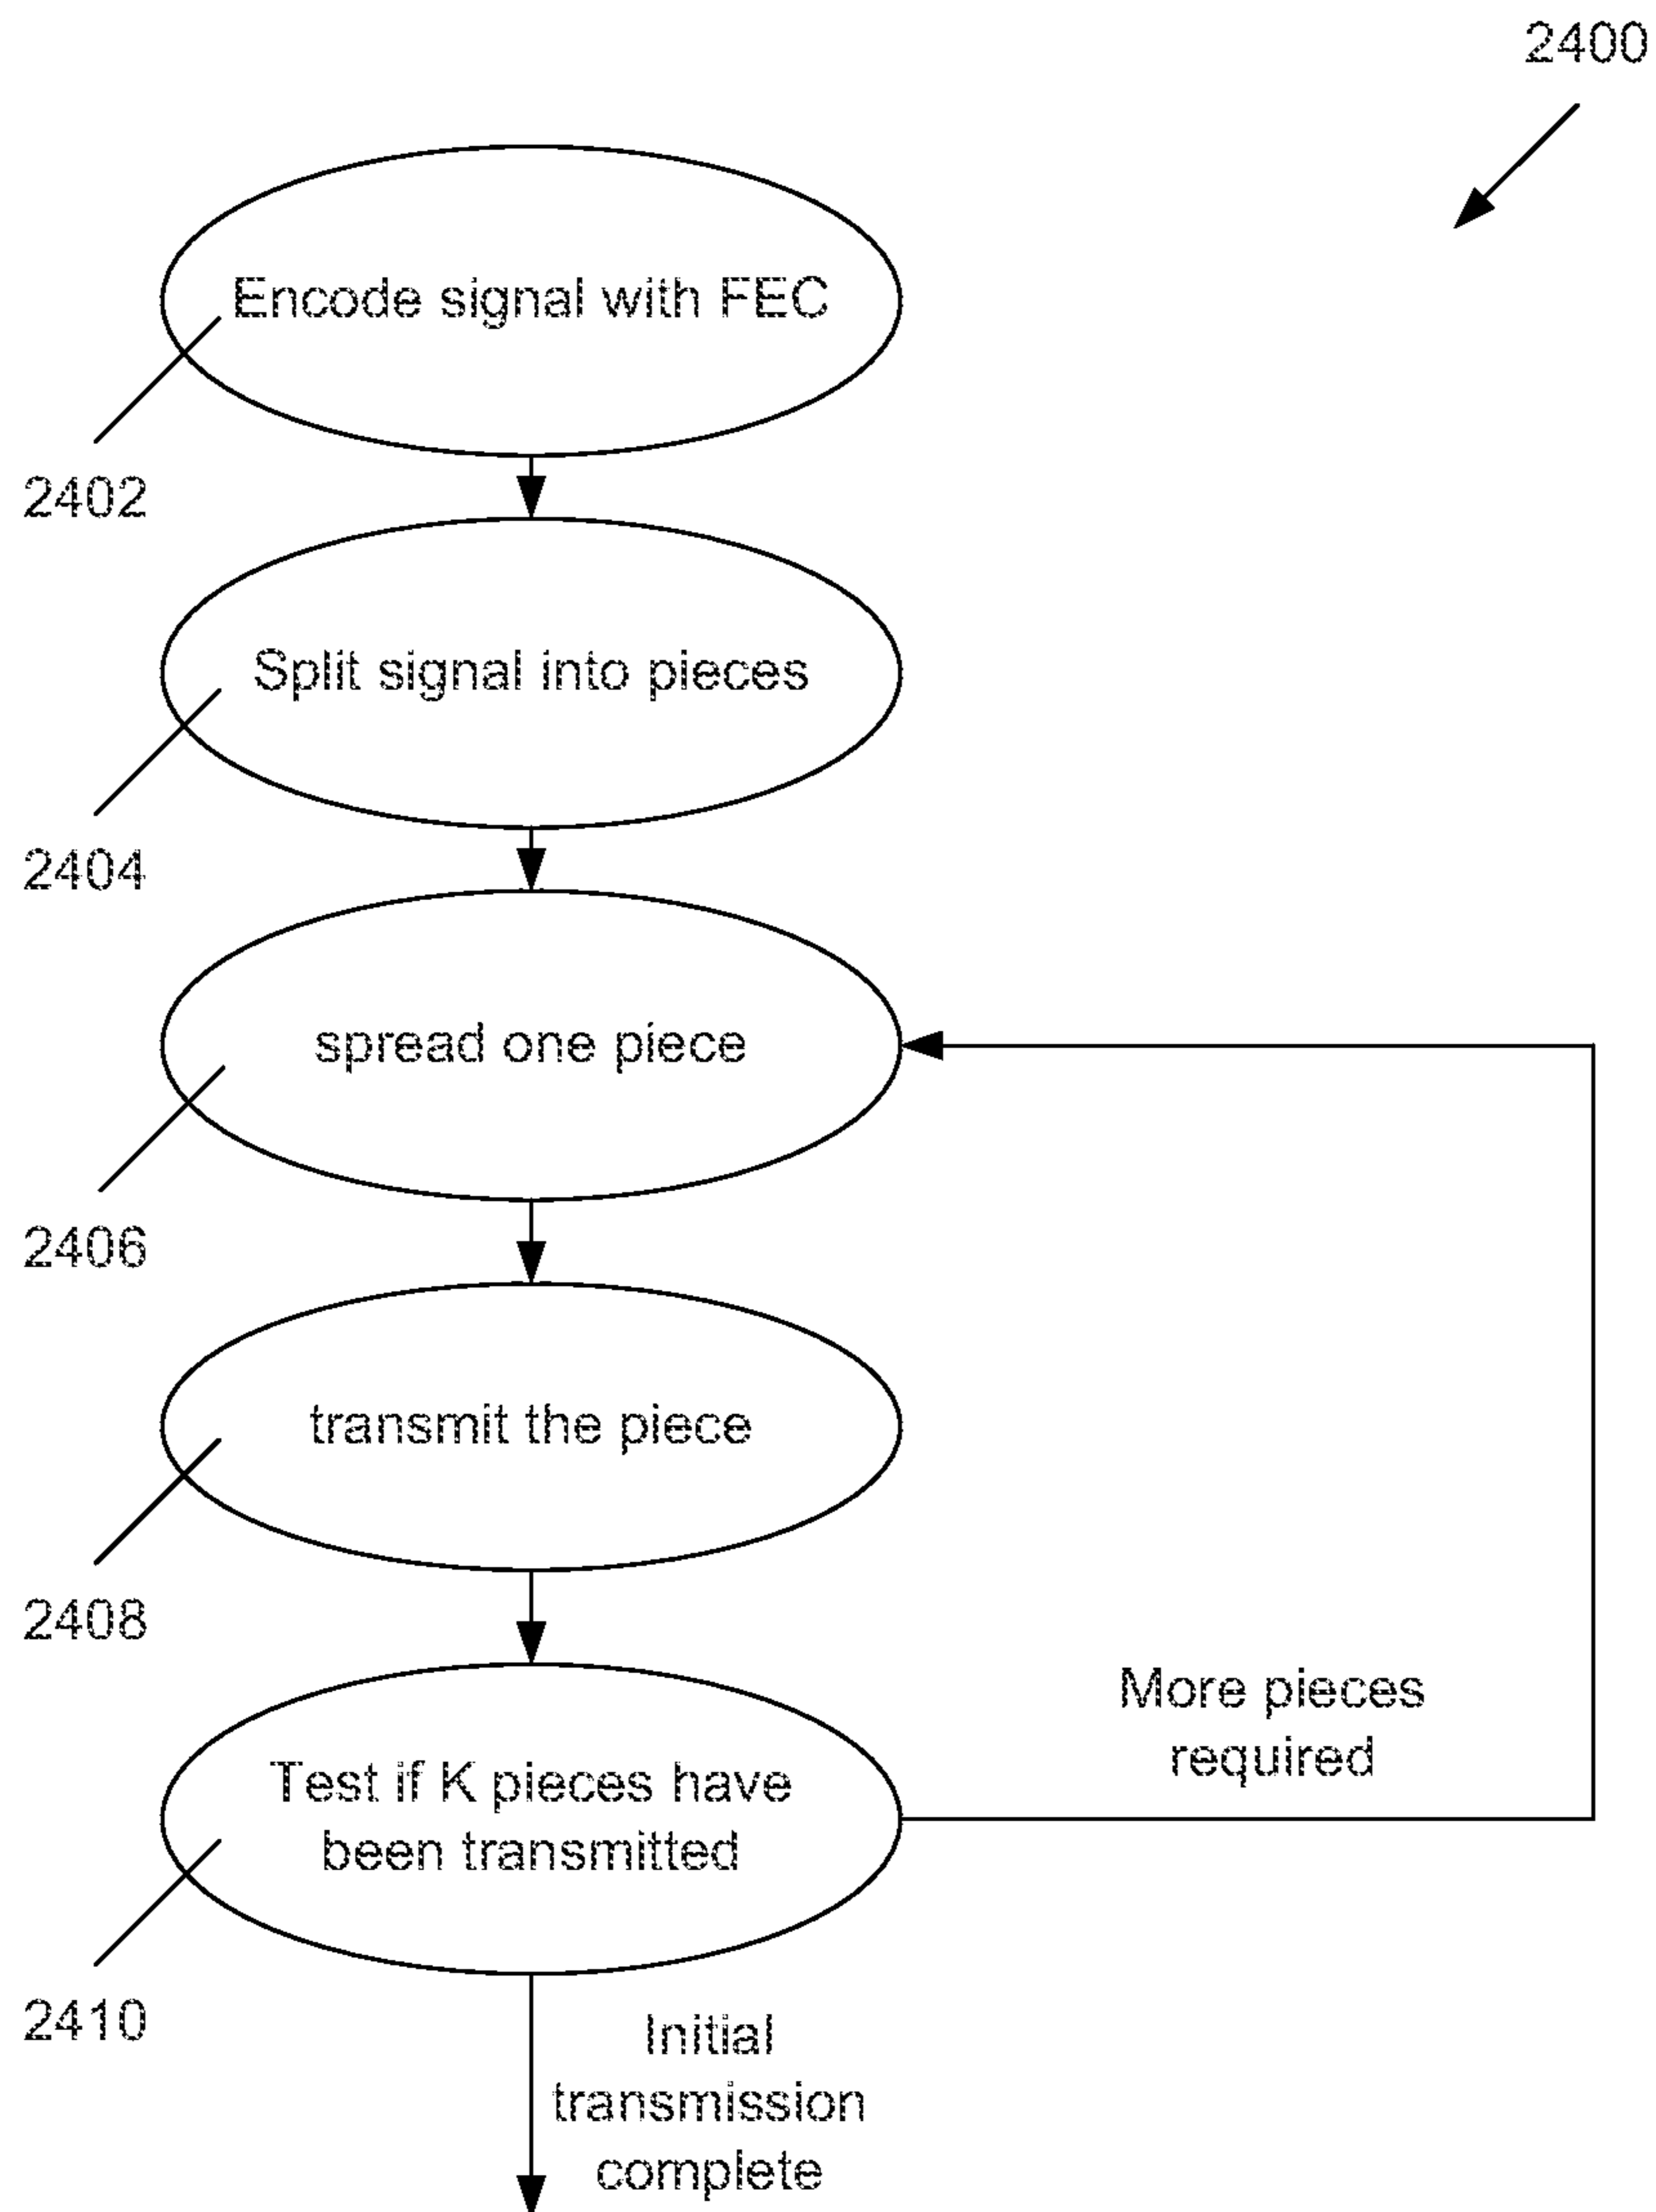 2400
Encode signal with FEC
2402
Split signal into pieces
2404
spread one piece
2406
transmit the piece
2408
More pieces
required
Test if K pieces have
been transmitted
2410
Initial
transmission
complete